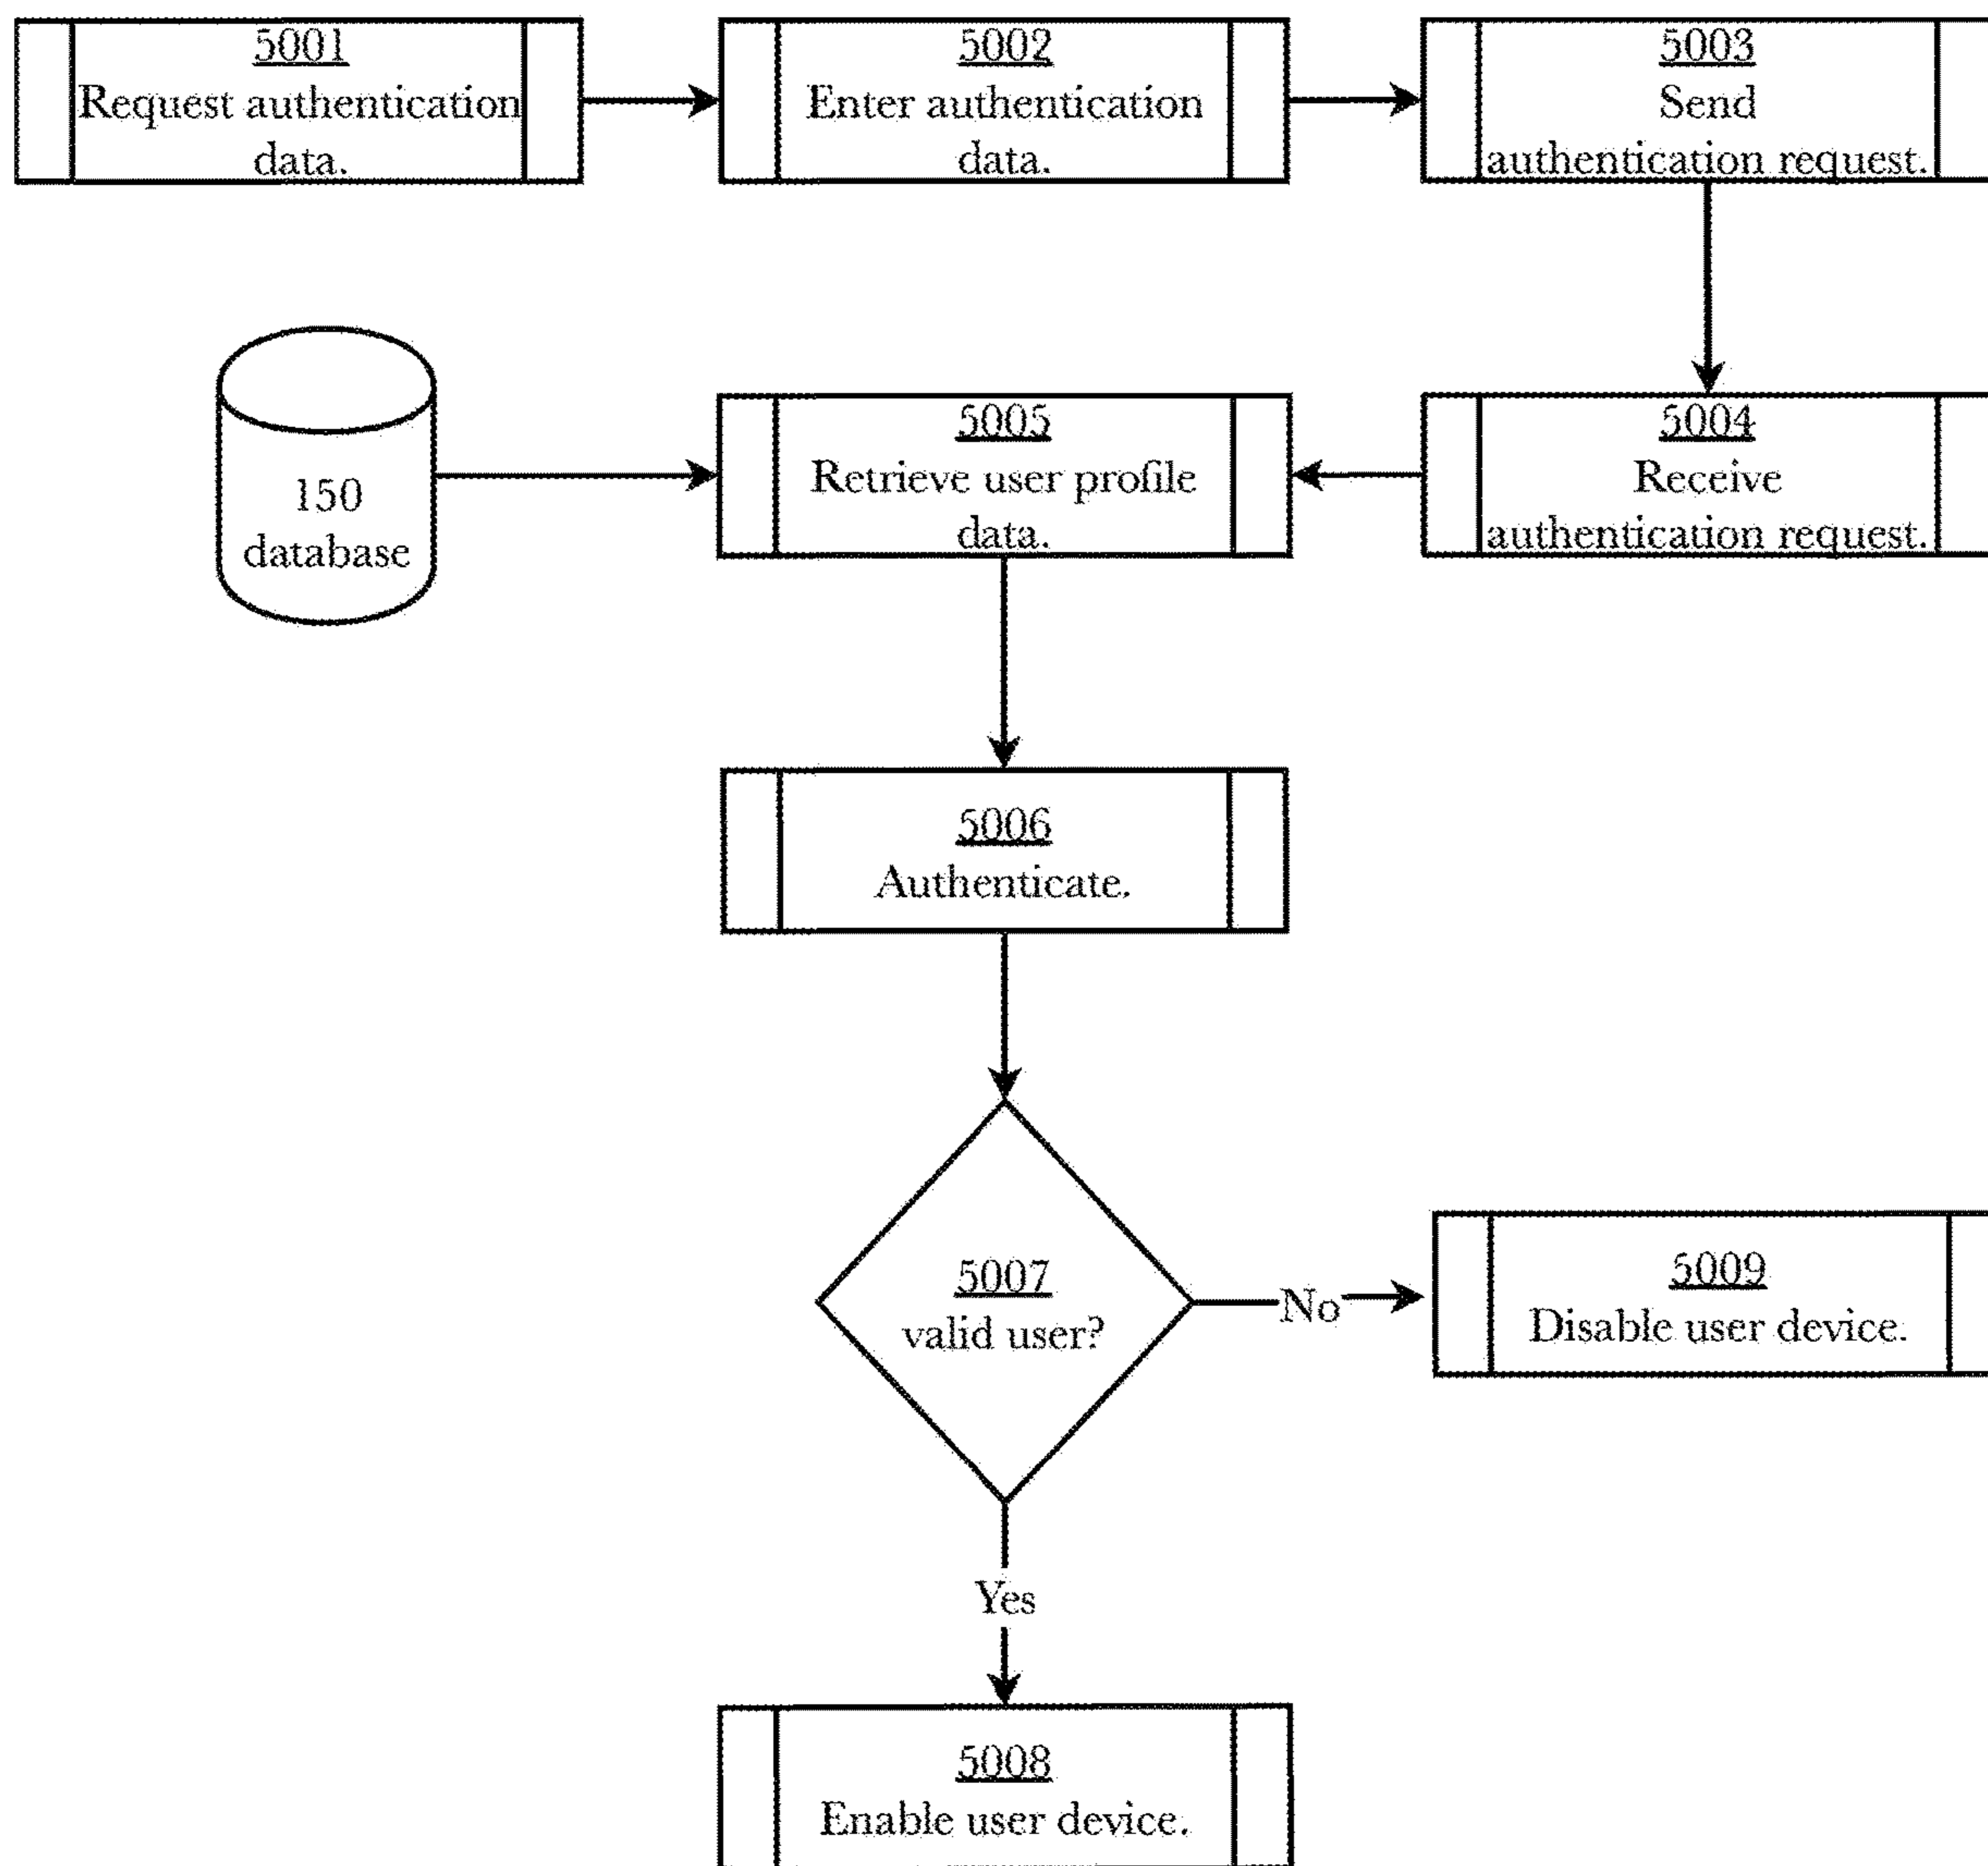 5001
Request authentication
data.
5002
Enter authentication
data.
5003
Send
authentication request.
150
database
5005
Retrieve user profile
data.
5004
Receive
authentication request.
5006
Authenticate.
5007
valid user?
No
5009
Disable user device.
Yes
5008
Enable user device.